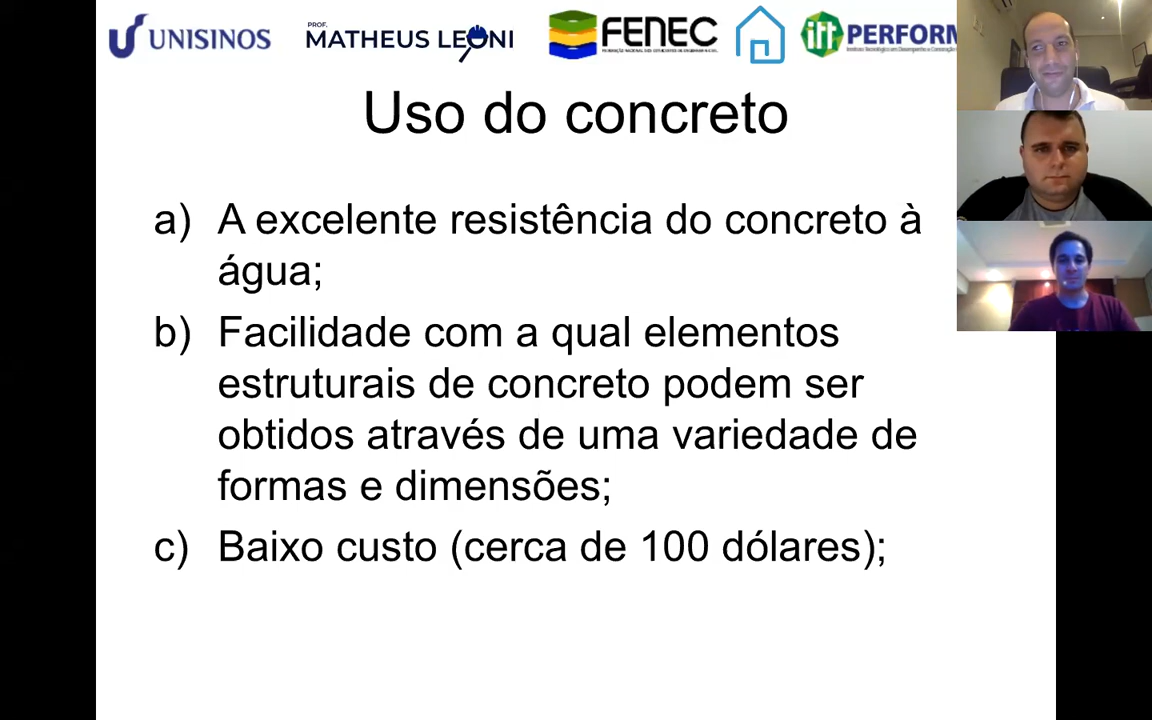 UNISINOS
PROF.
MATHEUS LEONI
FENEC
itt PERFORM
Uso do concreto
a) A excelente resistência do concreto à
água;
b) Facilidade com a qual elementos
estruturais de concreto podem ser
obtidos através de uma variedade de
formas e dimensões;
c) Baixo custo (cerca de 100 dólares);